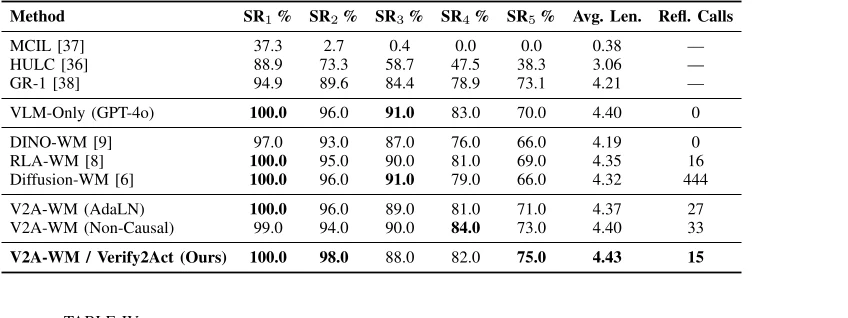 Method SR1 % SR2 % SR3 % SR4 % SR5 % Avg. Len. Refl. Calls
MCIL [37] 37.3 2.7 0.4 0.0 0.0 0.38 —
HULC [36] 88.9 73.3 58.7 47.5 38.3 3.06 —
GR-1 [38] 94.9 89.6 84.4 78.9 73.1 4.21 —
VLM-Only (GPT-4o) 100.0 96.0 91.0 83.0 70.0 4.40 0
DINO-WM [9] 97.0 93.0 87.0 76.0 66.0 4.19 0
RLA-WM [8] 100.0 95.0 90.0 81.0 69.0 4.35 16
Diffusion-WM [6] 100.0 96.0 91.0 79.0 66.0 4.32 444
V2A-WM (AdaLN) 100.0 96.0 89.0 81.0 71.0 4.37 27
V2A-WM (Non-Causal) 99.0 94.0 90.0 84.0 73.0 4.40 33
V2A-WM / Verify2Act (Ours) 100.0 98.0 88.0 82.0 75.0 4.43 15
TABLE IV